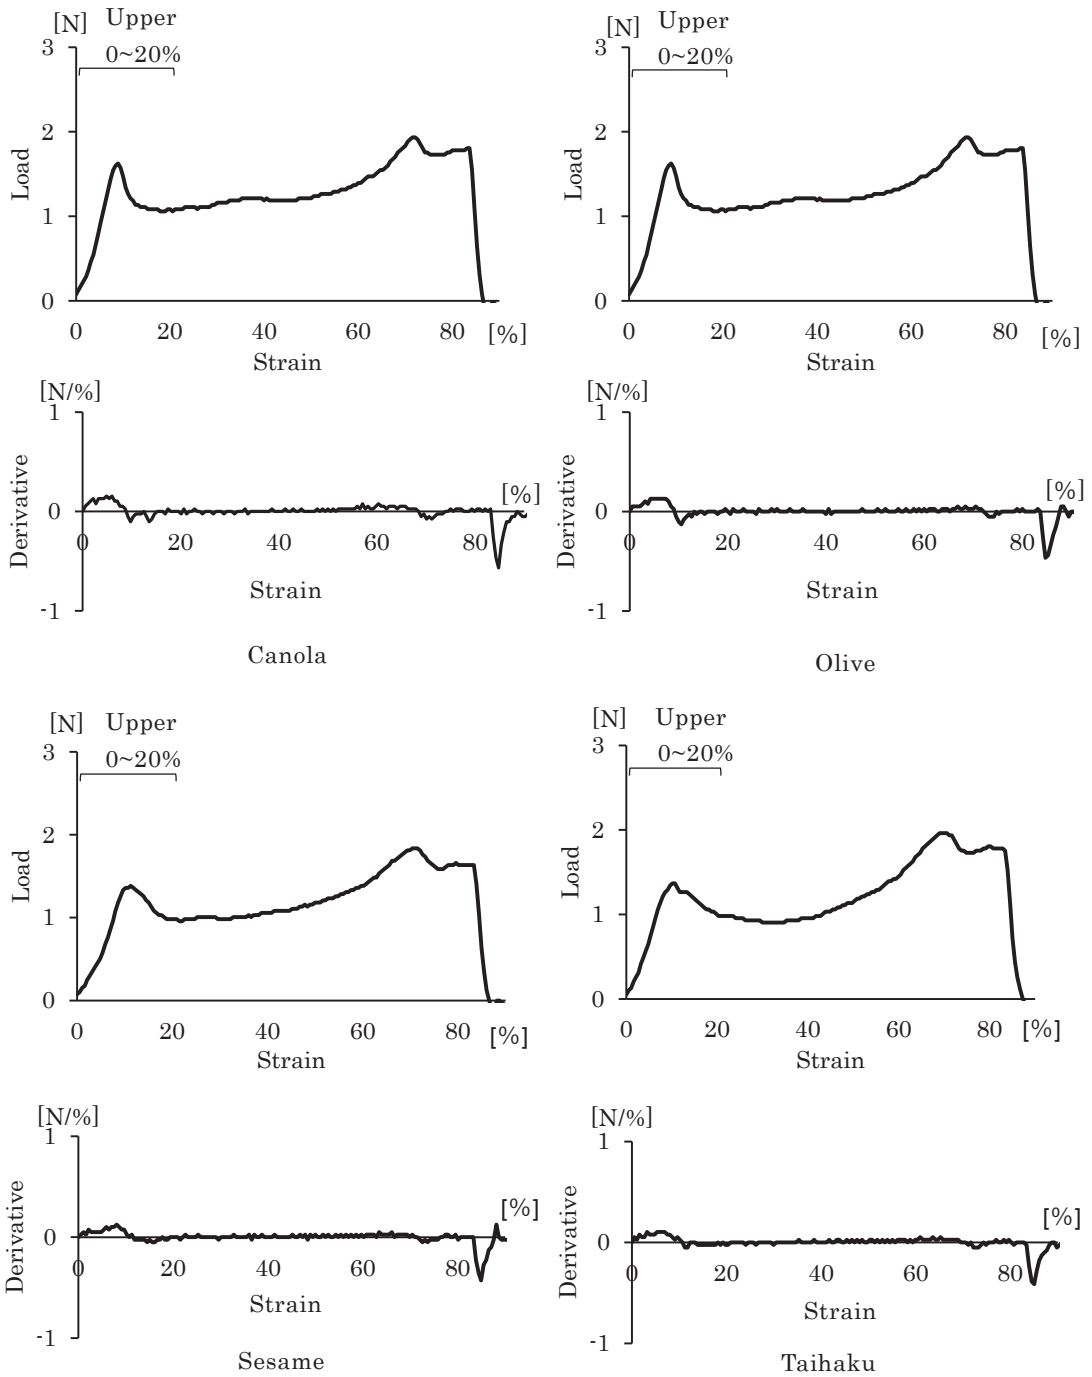 [N] Upper
0~20%
3
2
1
0
Load
0 20 40 60 80 [%]
Strain
[N/%]
1
0
-1
Derivative
[%]
0 20 40 60 80
Strain
Canola
[N] Upper
0~20%
3
2
1
0
Load
0 20 40 60 80 [%]
Strain
[N/%]
1
0
-1
Derivative
[%]
0 20 40 60 80
Strain
Olive
[N] Upper
0~20%
3
2
1
0
Load
0 20 40 60 80 [%]
Strain
[N/%]
1
0
-1
Derivative
[%]
0 20 40 60 80
Strain
Sesame
[N] Upper
0~20%
3
2
1
0
Load
0 20 40 60 80 [%]
Strain
[N/%]
1
0
-1
Derivative
[%]
0 20 40 60 80
Strain
Taihaku